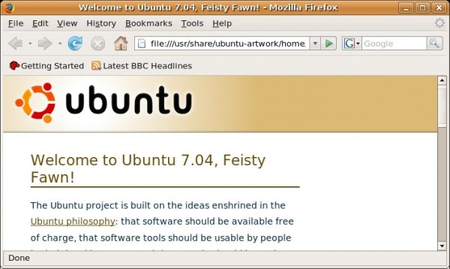 Welcome to Ubuntu 7.04, Feisty Fawn! - Mozilla Firefox
File Edit View History Bookmarks Tools Help
file:///usr/share/ubuntu-artwork/home, Google
Getting Started Latest BBC Headlines
ubuntu
Welcome to Ubuntu 7.04, Feisty
Fawn!
The Ubuntu project is built on the ideas enshrined in the
Ubuntu philosophy: that software should be available free
of charge, that software tools should be usable by people
Done